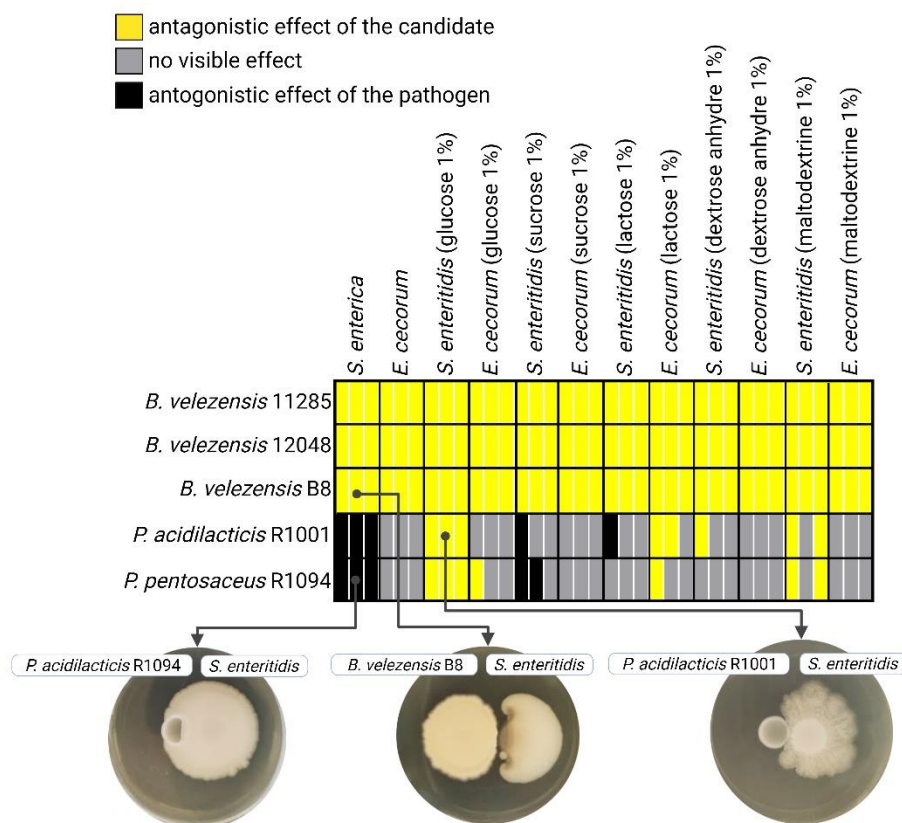 antagonistic effect of the candidate
no visible effect
antogonistic effect of the pathogen
S. enterica
E. cecorum
S. enteritidis (glucose 1%)
E. cecorum (glucose 1%)
S. enteritidis (sucrose 1%)
E. cecorum (sucrose 1%)
S. enteritidis (lactose 1%)
E. cecorum (lactose 1%)
S. enteritidis (dextrose anhydre 1%)
E. cecorum (dextrose anhydre 1%)
S. enteritidis (maltodextrine 1%)
E. cecorum (maltodextrine 1%)
B. velezensis 11285
B. velezensis 12048
B. velezensis B8
P. acidilacticis R1001
P. pentosaceus R1094
P. acidilacticis R1094 S. enteritidis
B. velezensis B8 S. enteritidis
P. acidilacticis R1001 S. enteritidis